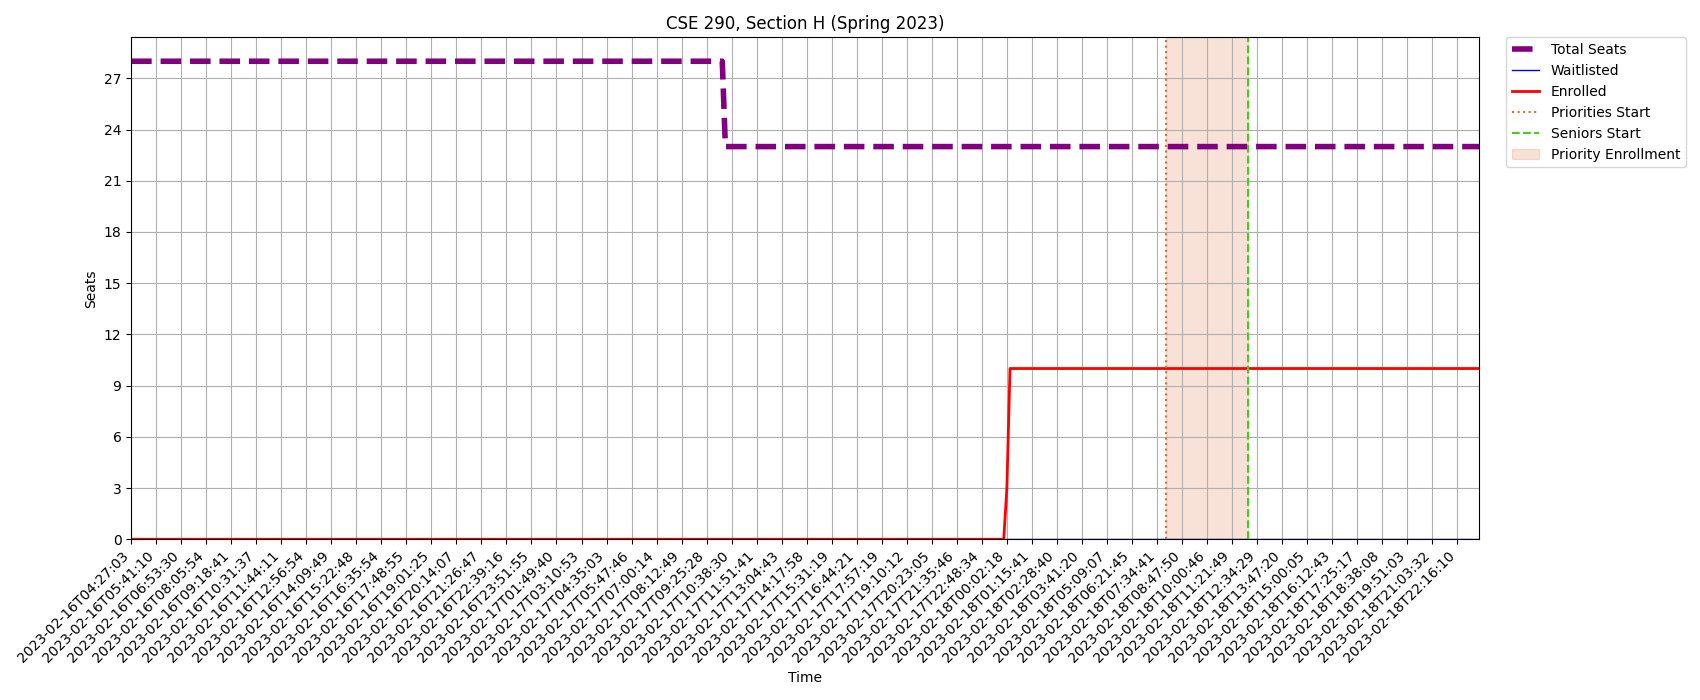 CSE 290, Section H (Spring 2023)
Total Seats
Waitlisted
Enrolled
Priorities Start
Seniors Start
Priority Enrollment
Seats
27
24
21
18
15
12
9
6
3
0
2023-02-16T04:27:03
2023-02-16T05:41:10
2023-02-16T06:53:30
2023-02-16T08:05:54
2023-02-16T09:18:41
2023-02-16T10:31:37
2023-02-16T11:44:11
2023-02-16T12:56:54
2023-02-16T14:09:49
2023-02-16T15:22:48
2023-02-16T16:35:54
2023-02-16T17:48:55
2023-02-16T19:01:25
2023-02-16T20:14:07
2023-02-16T21:26:47
2023-02-16T22:39:16
2023-02-16T23:51:55
2023-02-17T01:49:40
2023-02-17T03:10:53
2023-02-17T04:35:03
2023-02-17T05:47:46
2023-02-17T07:00:14
2023-02-17T08:12:49
2023-02-17T09:25:28
2023-02-17T10:38:30
2023-02-17T11:51:41
2023-02-17T13:04:43
2023-02-17T14:17:58
2023-02-17T15:31:19
2023-02-17T16:44:21
2023-02-17T17:57:19
2023-02-17T19:10:12
2023-02-17T20:23:05
2023-02-17T21:35:46
2023-02-17T22:48:34
2023-02-18T00:02:18
2023-02-18T01:15:41
2023-02-18T02:28:40
2023-02-18T03:41:20
2023-02-18T05:09:07
2023-02-18T06:21:45
2023-02-18T07:34:41
2023-02-18T08:47:50
2023-02-18T10:00:46
2023-02-18T11:21:49
2023-02-18T12:34:29
2023-02-18T13:47:20
2023-02-18T15:00:05
2023-02-18T16:12:43
2023-02-18T17:25:17
2023-02-18T18:38:08
2023-02-18T19:51:03
2023-02-18T21:03:32
2023-02-18T22:16:10
Time